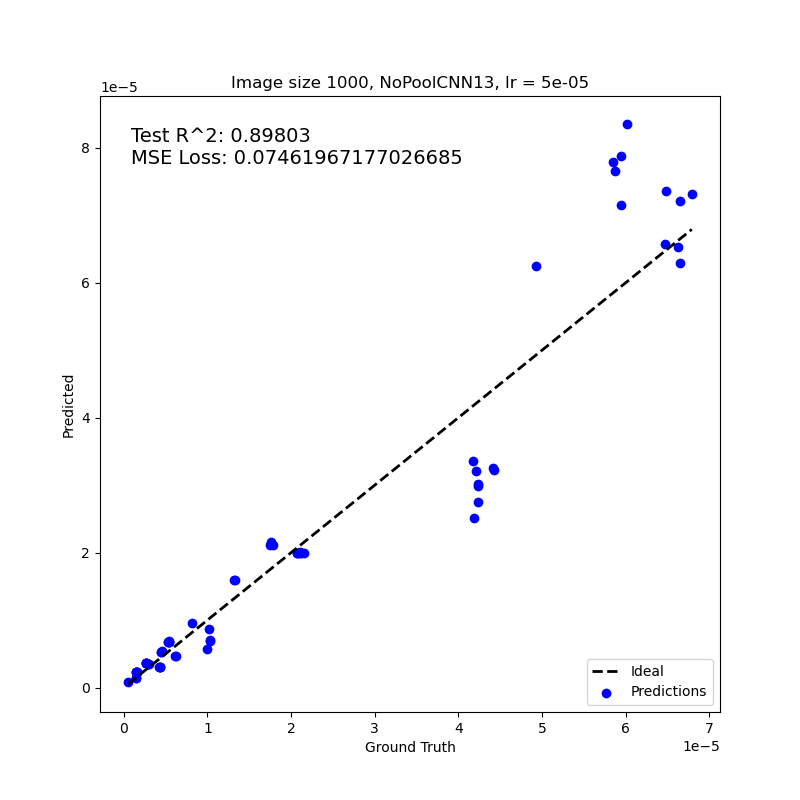 Image size 1000, NoPoolCNN13, lr = 5e-05
1e−5
Test R^2: 0.89803
MSE Loss: 0.07461967177026685
8
6
4
2
0
Predicted
Ideal
Predictions
0 1 2 3 4 5 6 7
1e−5
Ground Truth